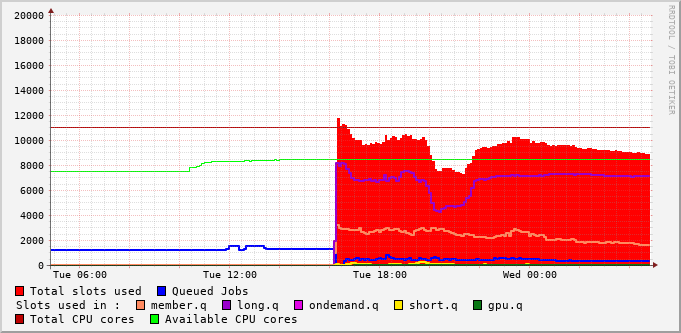 RRDTOOL / TOBI OETIKER
20000
18000
16000
14000
12000
10000
8000
6000
4000
2000
0
Tue 06:00 Tue 12:00 Tue 18:00 Wed 00:00
Total slots used Queued Jobs
Slots used in : member.q long.q ondemand.q short.q gpu.q
Total CPU cores Available CPU cores